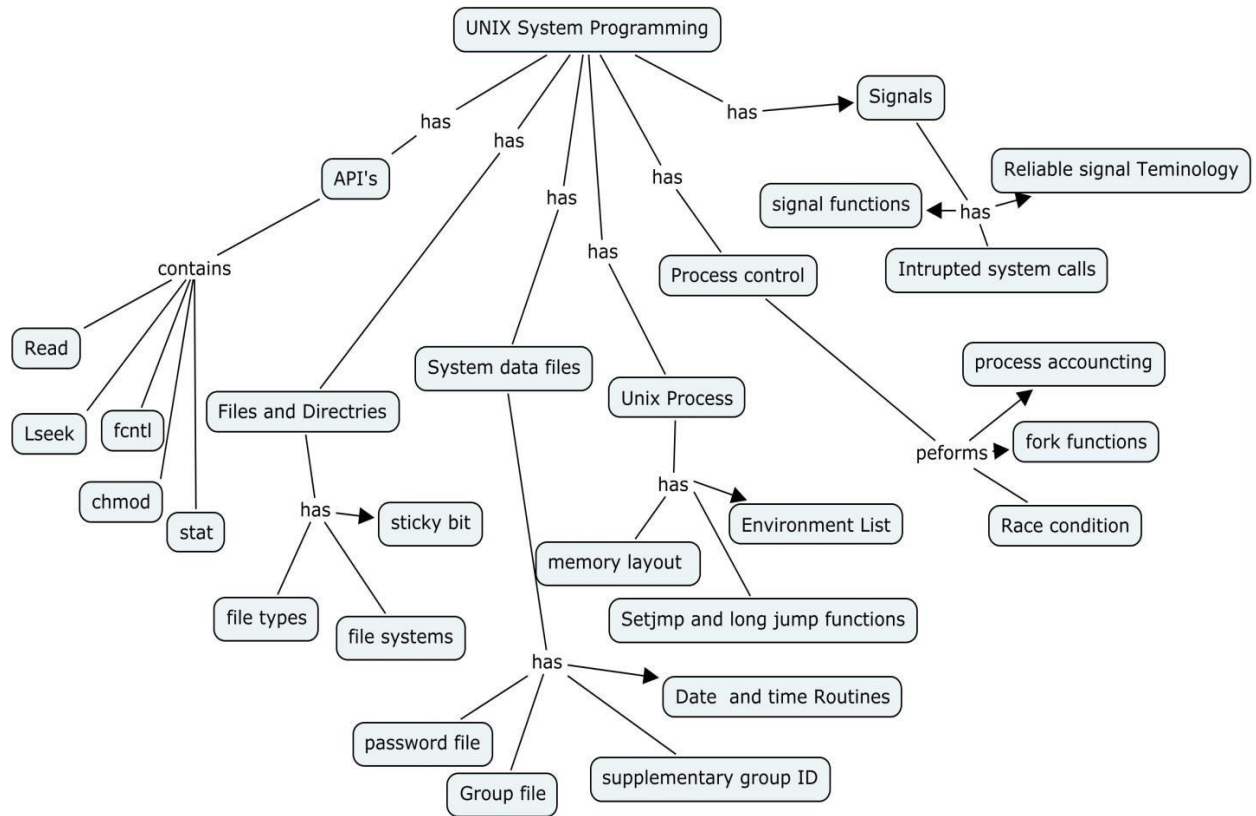 UNIX System Programming
has
Signals
has
has
API's
has
has
has
has
Reliable signal Teminology
signal functions
has
Intrupted system calls
contains
Process control
Read
System data files
process accouncting
Unix Process
Files and Directries
Lseek
fcntl
peforms
fork functions
chmod
stat
has
sticky bit
has
Environment List
Race condition
memory layout
file types
file systems
Setjmp and long jump functions
has
Date and time Routines
password file
Group file
supplementary group ID